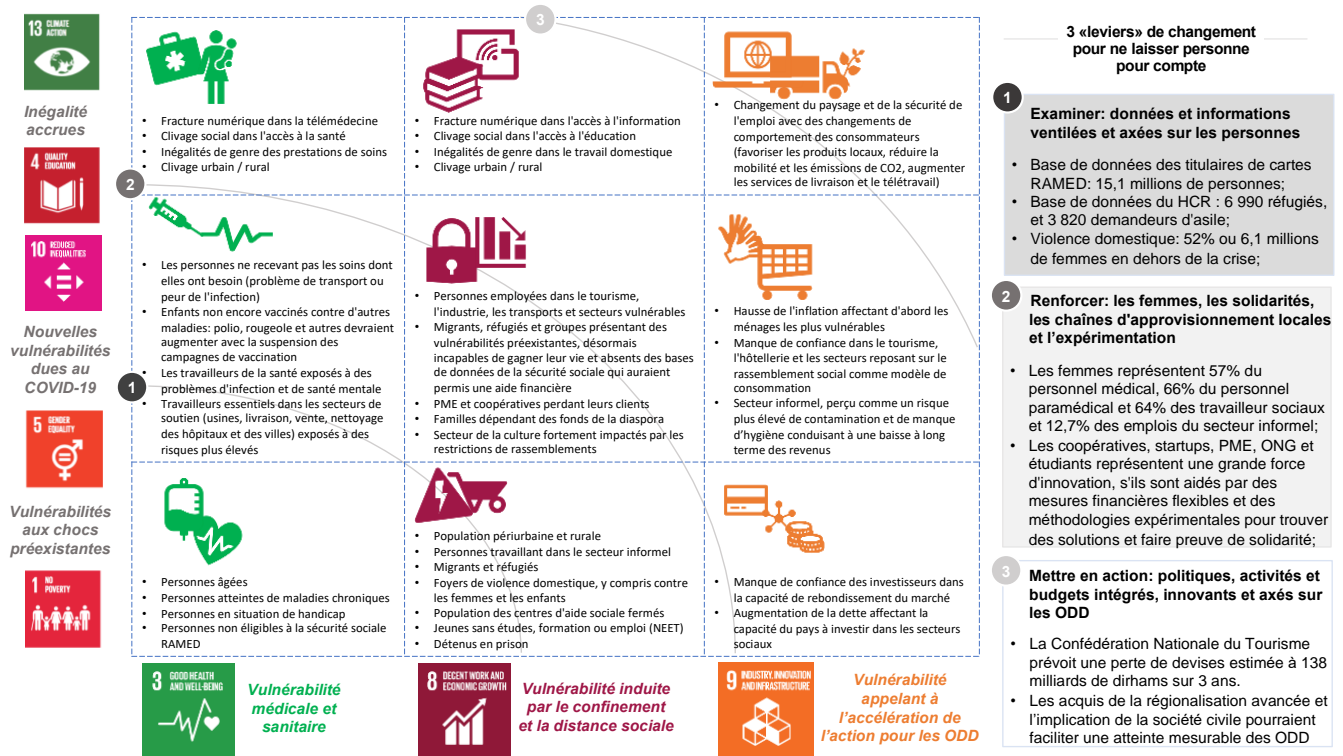 13 CLIMATE
ACTION
Inégalité
accrues
4 QUALITY
EDUCATION
10 REDUCED
INEQUALITIES
Nouvelles
vulnérabilités
dues au
COVID-19
5 GENDER
EQUALITY
Vulnérabilités
aux chocs
préexistantes
1 NO
POVERTY
3
2
1
• Fracture numérique dans la télémédecine
• Clivage social dans l'accès à la santé
• Inégalités de genre des prestations de soins
• Clivage urbain / rural
• Fracture numérique dans l'accès à l'information
• Clivage social dans l'accès à l'éducation
• Inégalités de genre dans le travail domestique
• Clivage urbain / rural
• Changement du paysage et de la sécurité de
l'emploi avec des changements de
comportement des consommateurs
(favoriser les produits locaux, réduire la
mobilité et les émissions de CO2, augmenter
les services de livraison et le télétravail)
• Les personnes ne recevant pas les soins dont
elles ont besoin (problème de transport ou
peur de l'infection)
• Enfants non encore vaccinés contre d'autres
maladies: polio, rougeole et autres devraient
augmenter avec la suspension des
campagnes de vaccination
• Les travailleurs de la santé exposés à des
problèmes d'infection et de santé mentale
• Travailleurs essentiels dans les secteurs de
soutien (usines, livraison, vente, nettoyage
des hôpitaux et des villes) exposés à des
risques plus élevés
• Personnes employées dans le tourisme,
l'industrie, les transports et secteurs vulnérables
• Migrants, réfugiés et groupes présentant des
vulnérabilités préexistantes, désormais
incapables de gagner leur vie et absents des bases
de données de la sécurité sociale qui auraient
permis une aide financière
• PME et coopératives perdant leurs clients
• Familles dépendant des fonds de la diaspora
• Secteur de la culture fortement impactés par les
restrictions de rassemblements
• Hausse de l'inflation affectant d'abord les
ménages les plus vulnérables
• Manque de confiance dans le tourisme,
l'hôtellerie et les secteurs reposant sur le
rassemblement social comme modèle de
consommation
• Secteur informel, perçu comme un risque
plus élevé de contamination et de manque
d'hygiène conduisant à une baisse à long
terme des revenus
• Personnes âgées
• Personnes atteintes de maladies chroniques
• Personnes en situation de handicap
• Personnes non éligibles à la sécurité sociale
RAMED
• Population périurbaine et rurale
• Personnes travaillant dans le secteur informel
• Migrants et réfugiés
• Foyers de violence domestique, y compris contre
les femmes et les enfants
• Population des centres d'aide sociale fermés
• Jeunes sans études, formation ou emploi (NEET)
• Détenus en prison
• Manque de confiance des investisseurs dans
la capacité de rebondissement du marché
• Augmentation de la dette affectant la
capacité du pays à investir dans les secteurs
sociaux
3 GOOD HEALTH
AND WELL-BEING
Vulnérabilité
médicale et
sanitaire
8 DECENT WORK AND
ECONOMIC GROWTH
Vulnérabilité induite
par le confinement
et la distance sociale
9 INDUSTRY, INNOVATION
AND INFRASTRUCTURE
Vulnérabilité
appelant à
l'accélération de
l'action pour les ODD
3 «leviers» de changement
pour ne laisser personne
pour compte
1
Examiner: données et informations
ventilées et axées sur les personnes
• Base de données des titulaires de cartes
RAMED: 15,1 millions de personnes;
• Base de données du HCR : 6 990 réfugiés,
et 3 820 demandeurs d'asile;
• Violence domestique: 52% ou 6,1 millions
de femmes en dehors de la crise;
2
Renforcer: les femmes, les solidarités,
les chaînes d'approvisionnement locales
et l'expérimentation
• Les femmes représentent 57% du
personnel médical, 66% du personnel
paramédical et 64% des travailleur sociaux
et 12,7% des emplois du secteur informel;
• Les coopératives, startups, PME, ONG et
étudiants représentent une grande force
d'innovation, s'ils sont aidés par des
mesures financières flexibles et des
méthodologies expérimentales pour trouver
des solutions et faire preuve de solidarité;
3
Mettre en action: politiques, activités et
budgets intégrés, innovants et axés sur
les ODD
• La Confédération Nationale du Tourisme
prévoit une perte de devises estimée à 138
milliards de dirhams sur 3 ans.
• Les acquis de la régionalisation avancée et
l'implication de la société civile pourraient
faciliter une atteinte mesurable des ODD